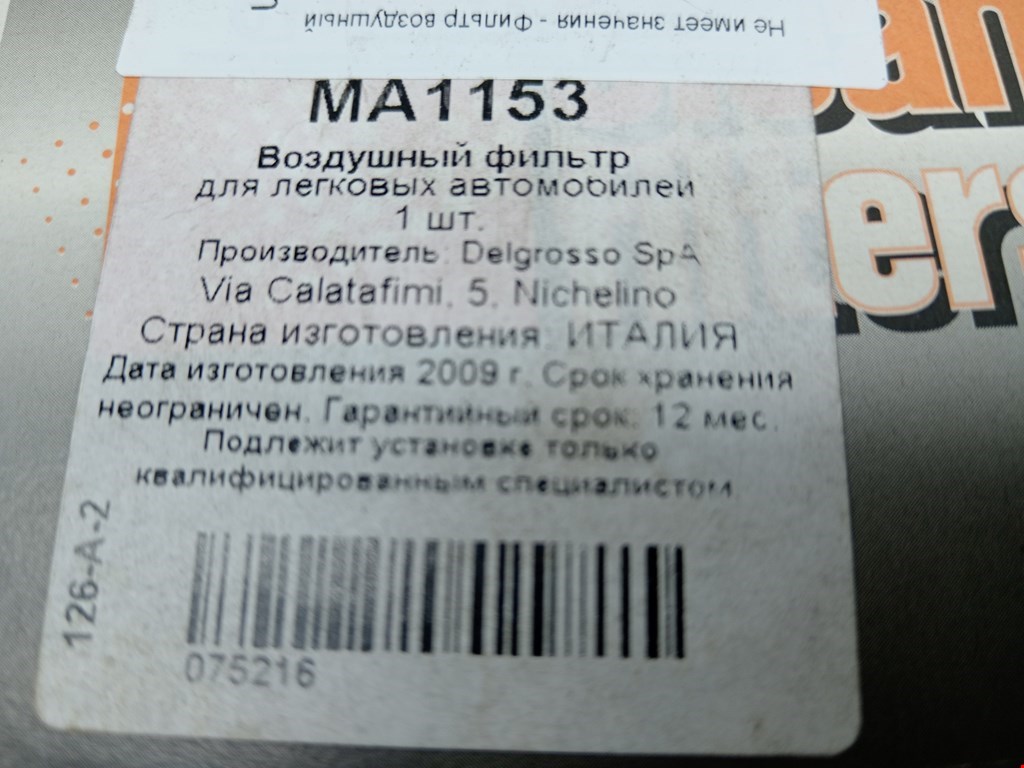 Не имеет значения - Фильтр воздушный
MA1153
Воздушный фильтр
для легковых автомобилей
1 шт.
Производитель: Delgrosso SpA
Via Calatafimi, 5, Nichelino
Страна изготовления: ИТАЛИЯ
Дата изготовления 2009 г. Срок хранения
неограничен. Гарантийный срок: 12 мес.
Подлежит установке только
квалифицированным специалистом
126-A-2
075216